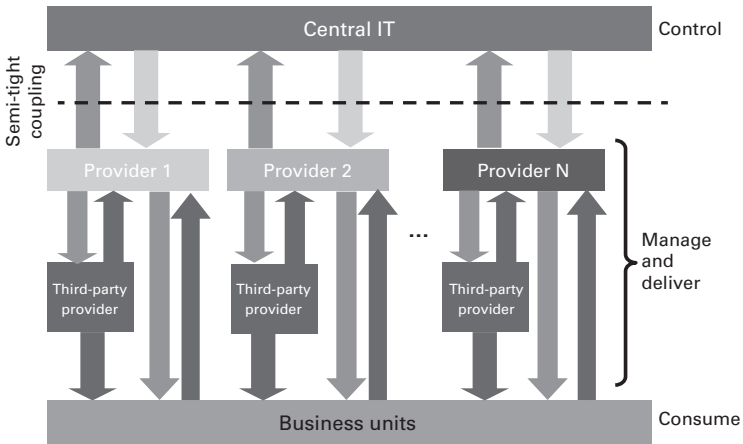 Central IT
Control
Semi-tight
coupling
Provider 1
Provider 2
Provider N
...
Manage
and
deliver
Third-party
provider
Third-party
provider
Third-party
provider
Business units
Consume